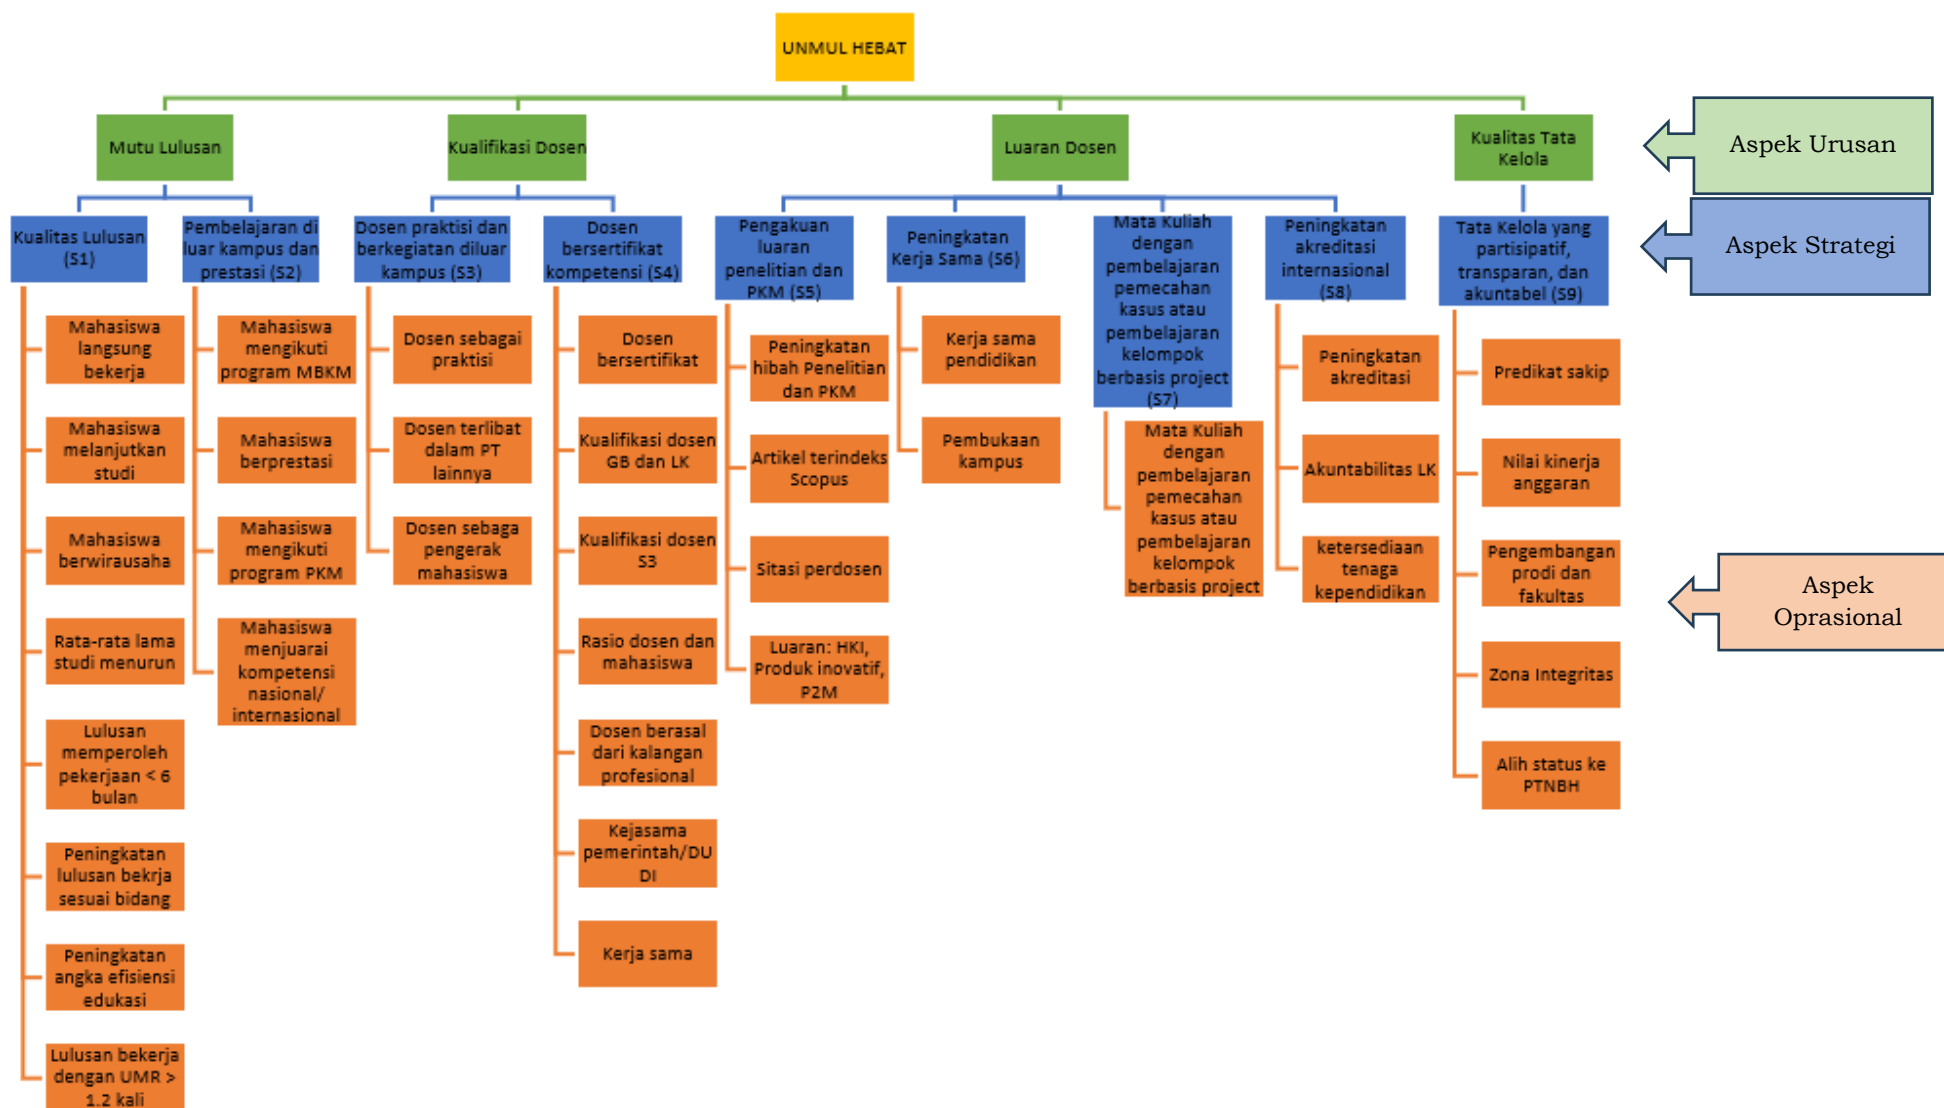 UNMUL HEBAT
Mutu Lulusan
Kualifikasi Dosen
Luaran Dosen
Kualitas Tata
Kelola
Aspek Urusan
Kualitas Lulusan
(S1)
Pembelajaran di
luar kampus dan
prestasi (S2)
Dosen praktisi dan
berkegiatan diluar
kampus (S3)
Dosen
bersertifikat
kompetensi (S4)
Pengakuan
luaran
penelitian dan
PKM (S5)
Peningkatan
Kerja Sama (S6)
Mata Kuliah
dengan
pembelajaran
pemecahan
kasus atau
pembelajaran
kelompok
berbasis project
(S7)
Peningkatan
akreditasi
internasional
(S8)
Tata Kelola yang
partisipatif,
transparan, dan
akuntabel (S9)
Aspek Strategi
Mahasiswa
langsung
bekerja
Mahasiswa
melanjutkan
studi
Mahasiswa
berwirausaha
Rata-rata lama
studi menurun
Lulusan
memperoleh
pekerjaan < 6
bulan
Peningkatan
lulusan bekrja
sesuai bidang
Peningkatan
angka efisiensi
edukasi
Lulusan bekerja
dengan UMR >
1.2 kali
Mahasiswa
mengikuti
program MBKM
Mahasiswa
berprestasi
Mahasiswa
mengikuti
program PKM
Mahasiswa
menjuarai
kompetensi
nasional/
internasional
Dosen sebagai
praktisi
Dosen terlibat
dalam PT
lainnya
Dosen sebaga
pengerak
mahasiswa
Dosen
bersertifikat
Kualifikasi dosen
GB dan LK
Kualifikasi dosen
S3
Rasio dosen dan
mahasiswa
Dosen berasal
dari kalangan
profesional
Kejasama
pemerintah/DU
DI
Kerja sama
Peningkatan
hibah Penelitian
dan PKM
Artikel terindeks
Scopus
Sitasi perdosen
Luaran: HKI,
Produk inovatif,
P2M
Kerja sama
pendidikan
Pembukaan
kampus
Mata Kuliah
dengan
pembelajaran
pemecahan
kasus atau
pembelajaran
kelompok
berbasis project
Peningkatan
akreditasi
Akuntabilitas LK
ketersediaan
tenaga
kependidikan
Predikat sakip
Nilai kinerja
anggaran
Pengembangan
prodi dan
fakultas
Zona Integritas
Alih status ke
PTNBH
Aspek
Oprasional